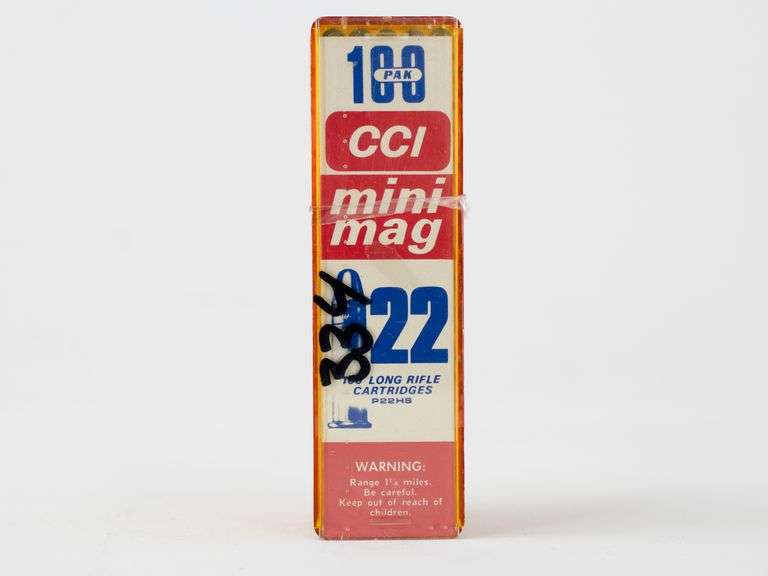 100
PAK
CCI
mini
mag
22
334
100 LONG RIFLE
CARTRIDGES
P22HS
WARNING:
Range 1¼ miles.
Be careful.
Keep out of reach of
children.